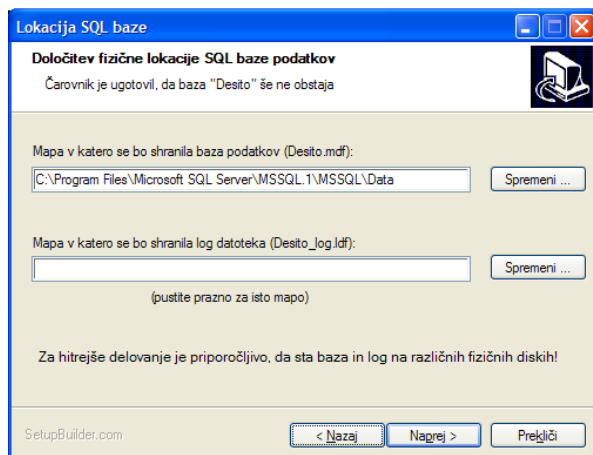 Lokacija SQL baze
Določitev fizične lokacije SQL baze podatkov
Čarovnik je ugotovil, da baza "Desito" še ne obstaja
Mapa v katero se bo shranila baza podatkov (Desito.mdf):
C:\Program Files\Microsoft SQL Server\MSSQL.1\MSSQL\Data
Spremeni ...
Mapa v katero se bo shranila log datoteka (Desito_log.ldf):
Spremeni ...
(pustite prazno za isto mapo)
Za hitrejše delovanje je priporočljivo, da sta baza in log na različnih fizičnih diskih!
SetupBuilder.com
< Nazaj
Naprej >
Prekliči